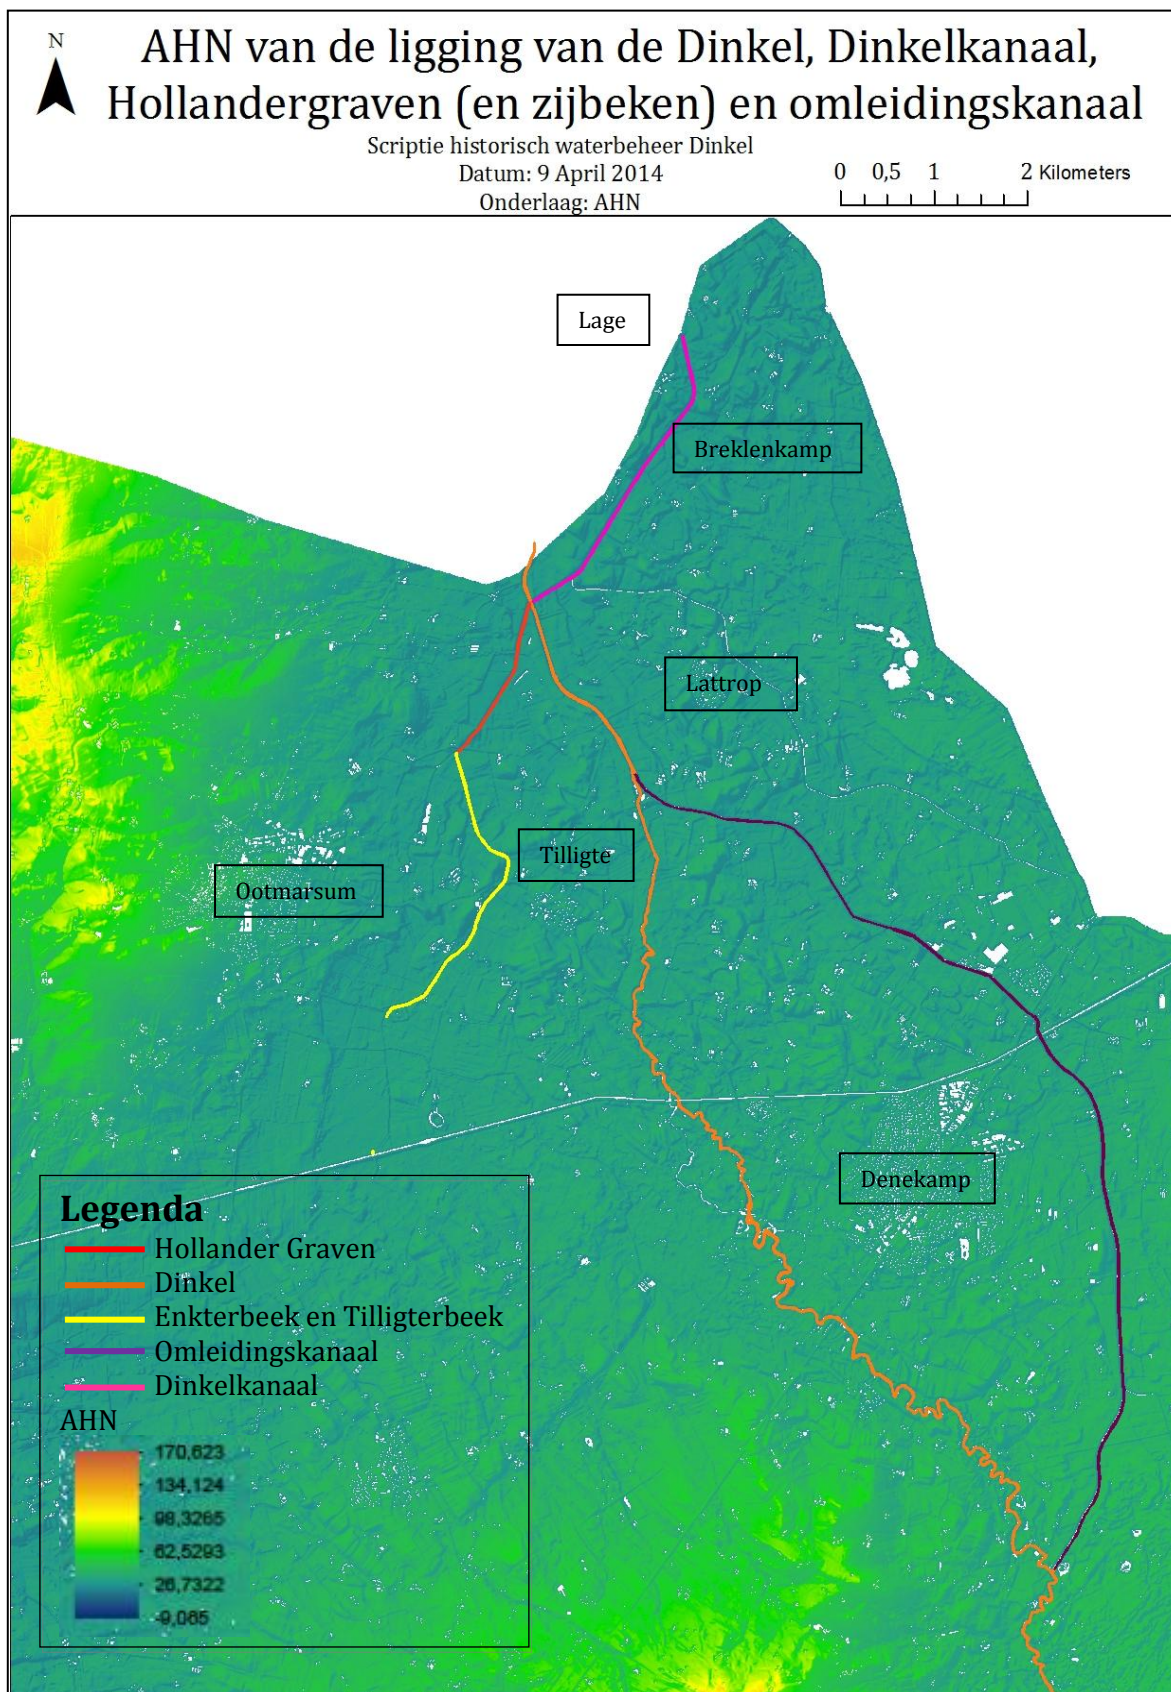 N
AHN van de ligging van de Dinkel, Dinkelkanaal,
Hollandergraven (en zijbeken) en omleidingskanaal
Scriptie historisch waterbeheer Dinkel
Datum: 9 April 2014
Onderlaag: AHN
0 0,5 1 2 Kilometers
Lage
Breklenkamp
Lattrop
Tilligte
Ootmarsum
Denekamp
Legenda
Hollander Graven
Dinkel
Enkterbeek en Tilligterbeek
Omleidingskanaal
Dinkelkanaal
AHN
170,623
134,124
98,3265
62,5293
26,7322
-9,065